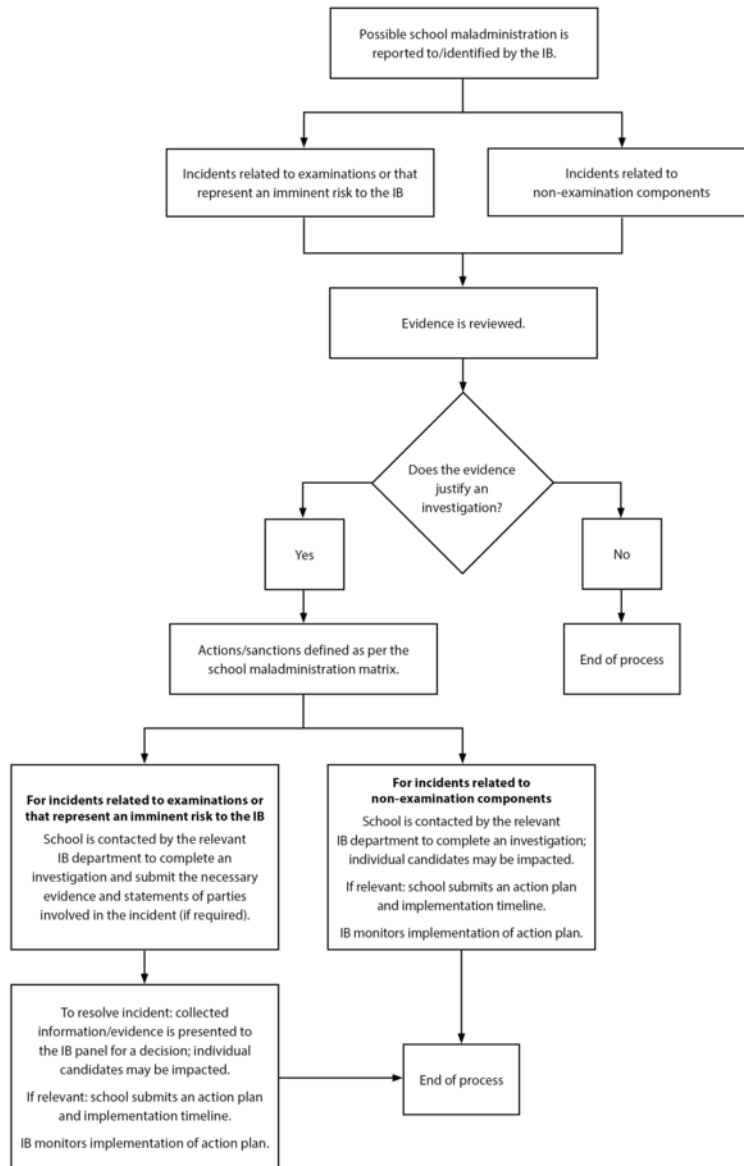 Possible school maladministration is
reported to/identified by the IB.
Incidents related to examinations or that
represent an imminent risk to the IB
Incidents related to
non-examination components
Evidence is reviewed.
Does the evidence
justify an
investigation?
Yes
No
Actions/sanctions defined as per the
school maladministration matrix.
End of process
For incidents related to examinations or
that represent an imminent risk to the IB
School is contacted by the relevant
IB department to complete an
investigation and submit the necessary
evidence and statements of parties
involved in the incident (if required).
For incidents related to
non-examination components
School is contacted by the relevant
IB department to complete an investigation;
individual candidates may be impacted.
If relevant: school submits an action plan
and implementation timeline.
IB monitors implementation of action plan.
To resolve incident: collected
information/evidence is presented to
the IB panel for a decision; individual
candidates may be impacted.
If relevant: school submits an action plan
and implementation timeline.
IB monitors implementation of action plan.
End of process